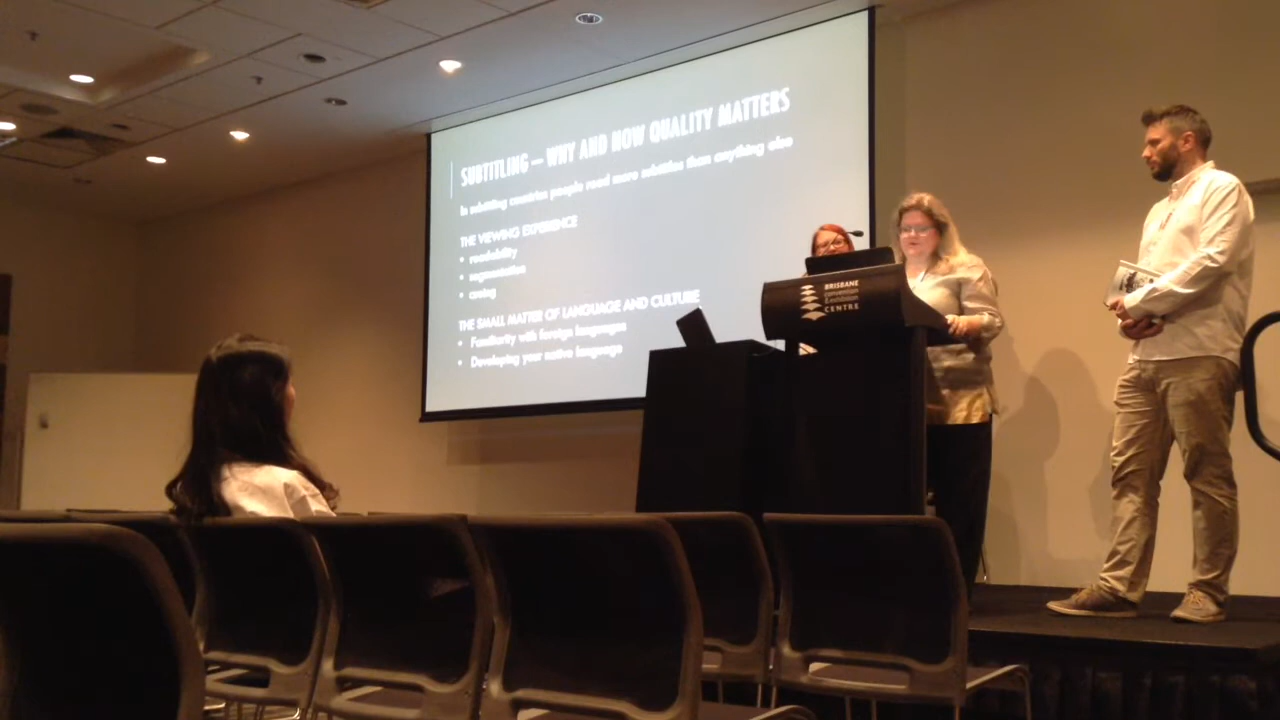 SUBTITLING – WHY AND HOW QUALITY MATTERS
In subtitling countries people read more subtitles than anything else
THE VIEWING EXPERIENCE
• readability
• segmentation
• cueing
THE SMALL MATTER OF LANGUAGE AND CULTURE
• Familiarity with foreign languages
• Developing your native language
BRISBANE
convention
& exhibition
CENTRE